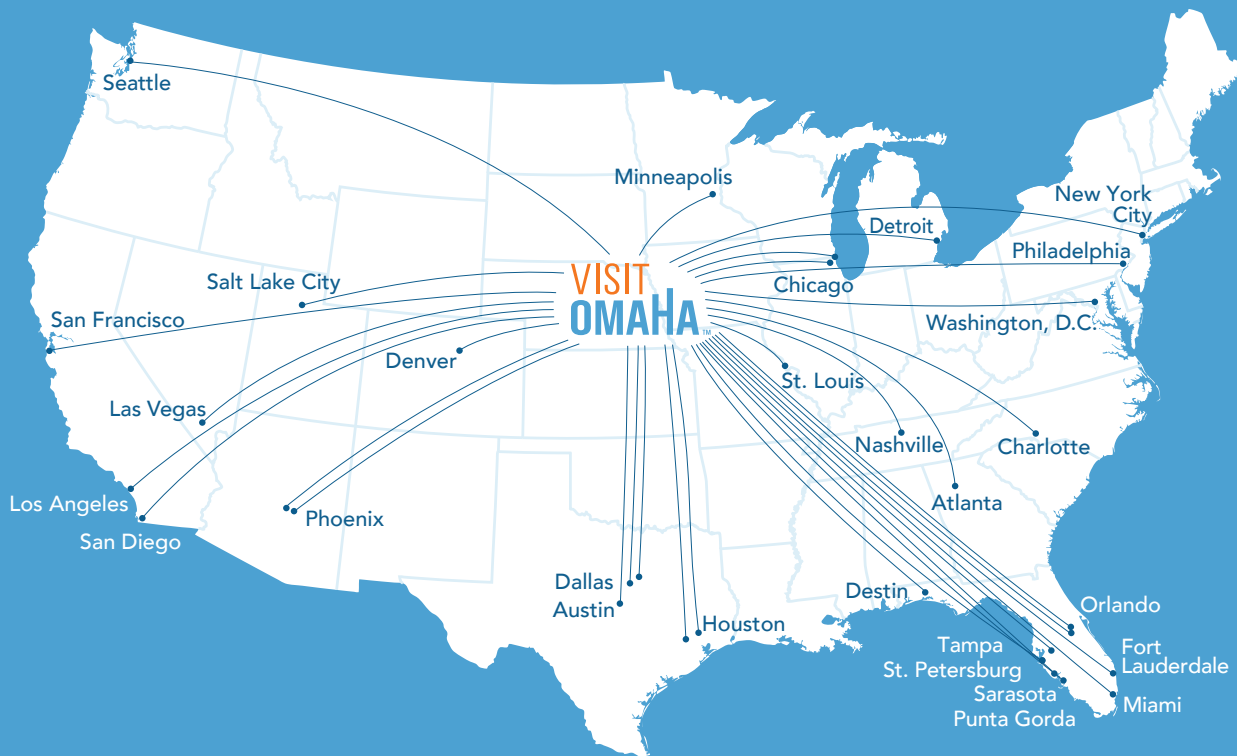 Seattle
Minneapolis
New York
City
Detroit
Philadelphia
Salt Lake City
VISIT
OMAHA™
Chicago
San Francisco
Washington, D.C.
Denver
St. Louis
Las Vegas
Nashville
Charlotte
Los Angeles
Phoenix
Atlanta
San Diego
Dallas
Austin
Destin
Houston
Orlando
Tampa
Fort
Lauderdale
St. Petersburg
Sarasota
Punta Gorda
Miami